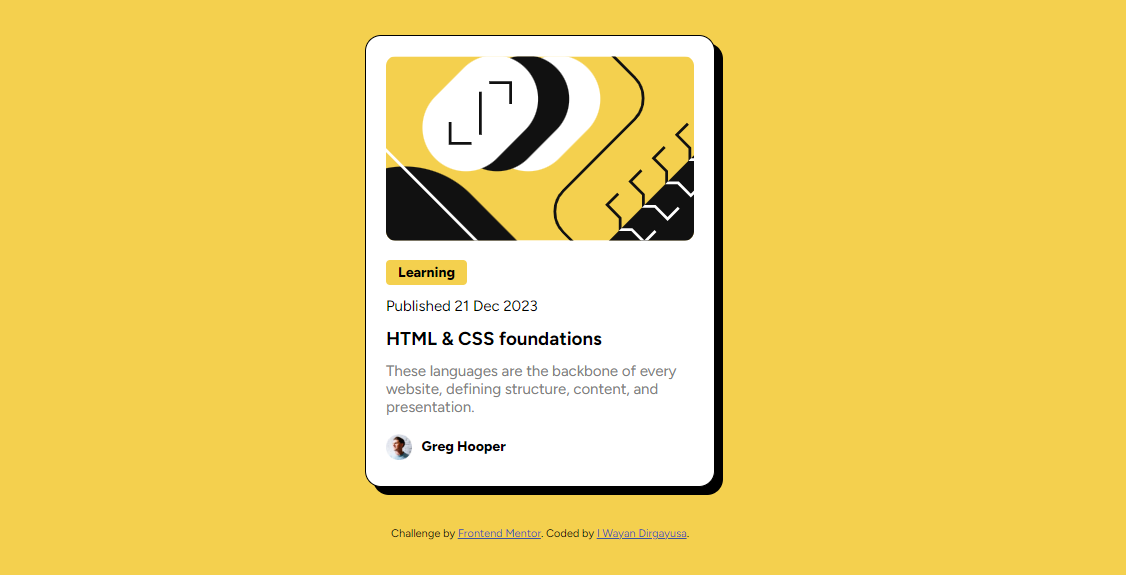 Learning
Published 21 Dec 2023
HTML & CSS foundations
These languages are the backbone of every
website, defining structure, content, and
presentation.
Greg Hooper
Challenge by Frontend Mentor. Coded by I Wayan Dirgayusa.